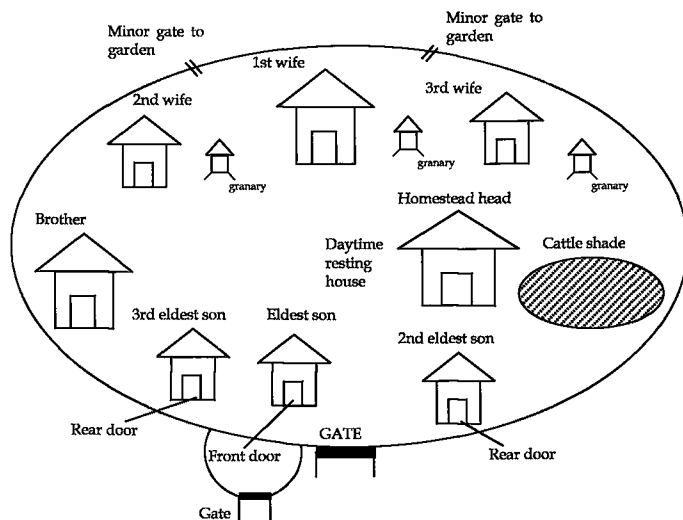 Minor gate to
garden
Minor gate to
garden
1st wife
2nd wife
3rd wife
granary
granary
granary
Homestead head
Brother
Daytime
resting
house
Cattle shade
3rd eldest son
Eldest son
2nd eldest son
Rear door
Front door
GATE
Rear door
Gate